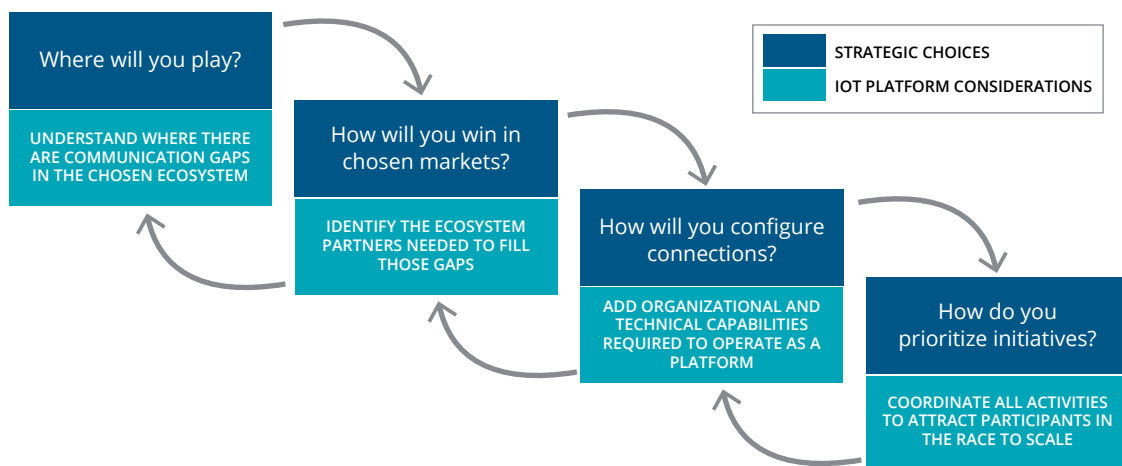 Where will you play?
UNDERSTAND WHERE THERE
ARE COMMUNICATION GAPS
IN THE CHOSEN ECOSYSTEM
How will you win in
chosen markets?
IDENTIFY THE ECOSYSTEM
PARTNERS NEEDED TO FILL
THOSE GAPS
How will you configure
connections?
ADD ORGANIZATIONAL AND
TECHNICAL CAPABILITIES
REQUIRED TO OPERATE AS A
PLATFORM
How do you
prioritize initiatives?
COORDINATE ALL ACTIVITIES
TO ATTRACT PARTICIPANTS IN
THE RACE TO SCALE
STRATEGIC CHOICES
IOT PLATFORM CONSIDERATIONS